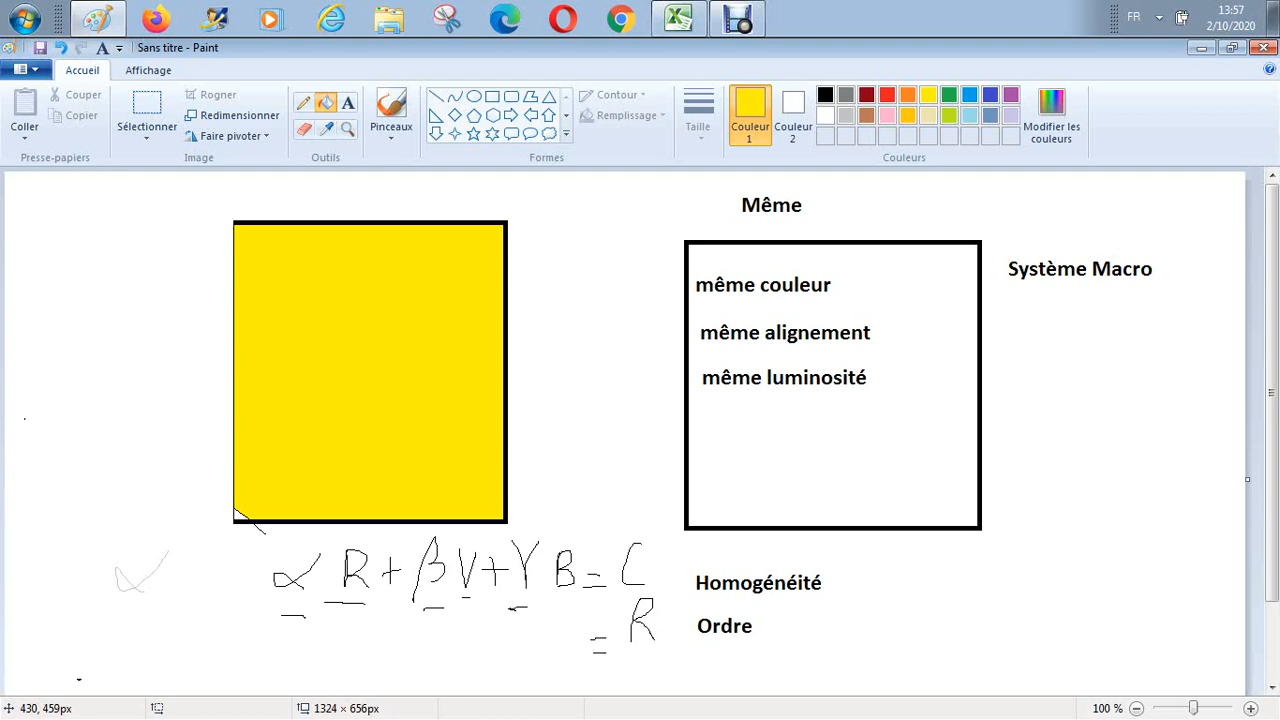 FR
13:57
2/10/2020
Sans titre - Paint
Accueil
Affichage
Coller
Couper
Copier
Presse-papiers
Sélectionner
Rogner
Redimensionner
Faire pivoter
Image
A
Outils
Pinceaux
Contour
Remplissage
Formes
Taille
Couleur 1
Couleur 2
Modifier les couleurs
Couleurs
Même
Système Macro
même couleur
même alignement
même luminosité
α
α R + β V + γ B = C
= R
Homogénéité
Ordre
430, 459px
1324 × 656px
100 %